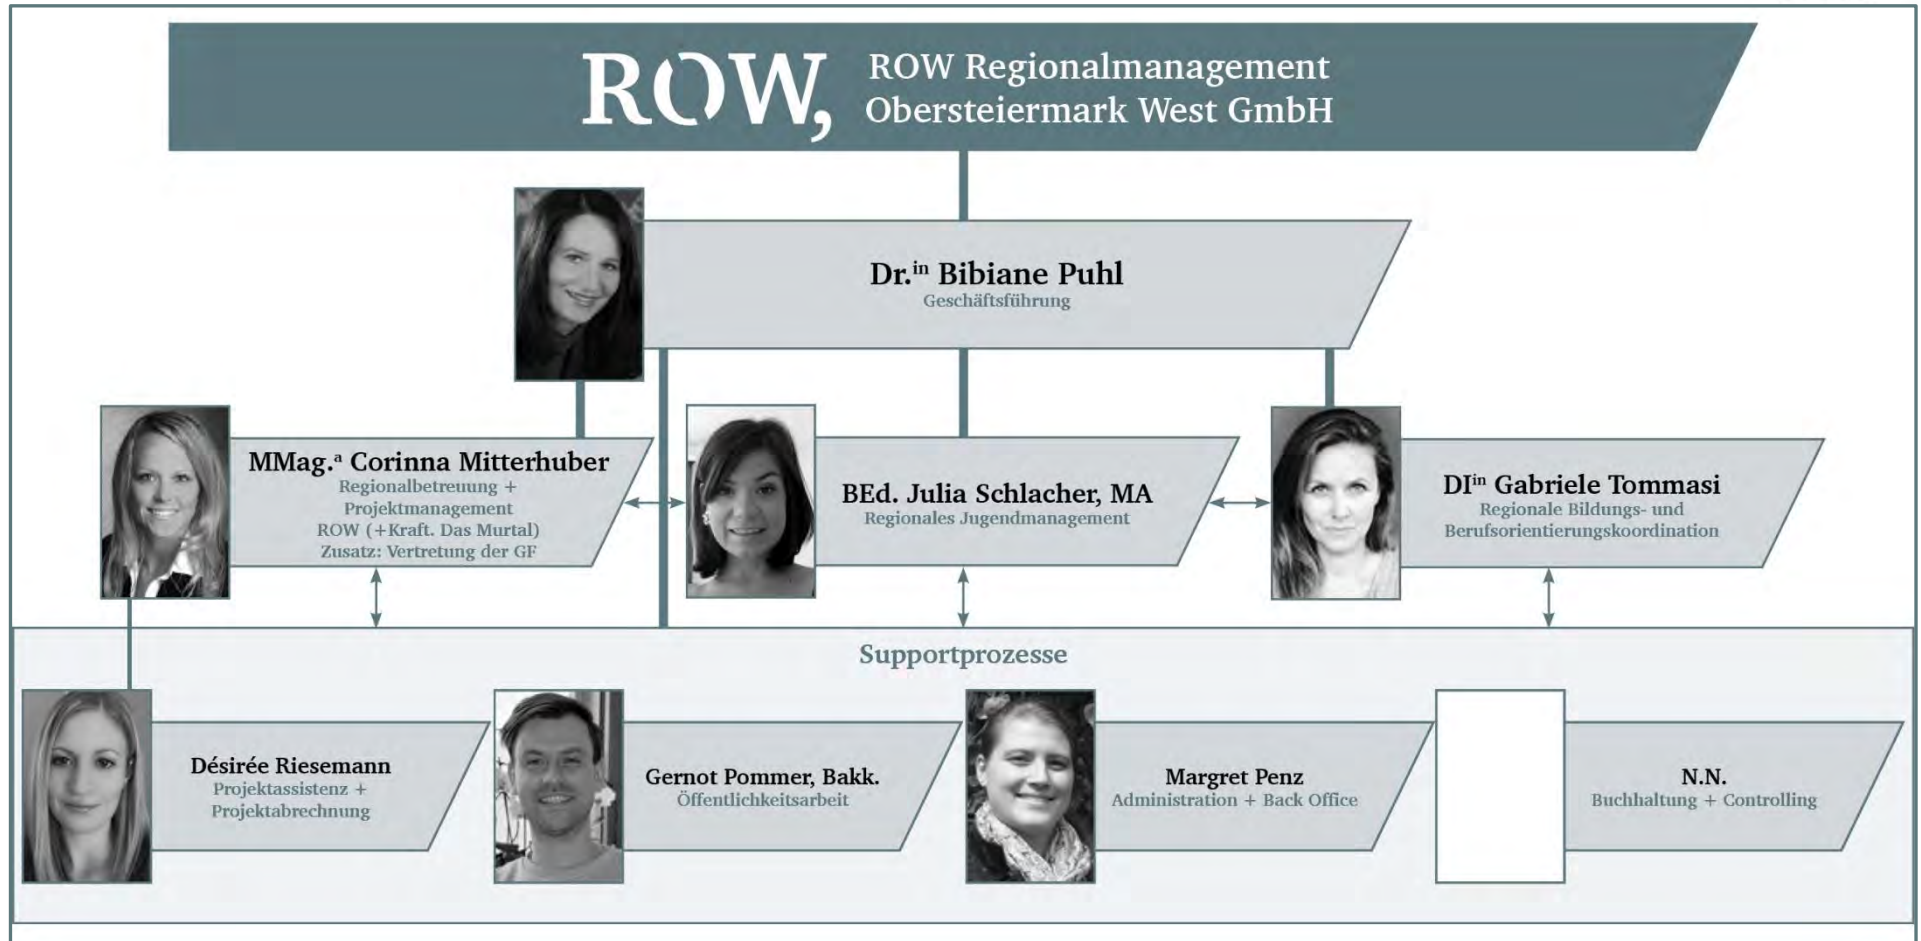 ROW,
ROW Regionalmanagement
Obersteiermark West GmbH
Dr.in Bibiane Puhl
Geschäftsführung
MMag.a Corinna Mitterhuber
Regionalbetreuung +
Projektmanagement
ROW (+Kraft. Das Murtal)
Zusatz: Vertretung der GF
BEd. Julia Schlacher, MA
Regionales Jugendmanagement
DIin Gabriele Tommasi
Regionale Bildungs- und
Berufsorientierungskoordination
Supportprozesse
Désirée Riesemann
Projektassistenz +
Projektabrechnung
Gernot Pommer, Bakk.
Öffentlichkeitsarbeit
Margret Penz
Administration + Back Office
N.N.
Buchhaltung + Controlling